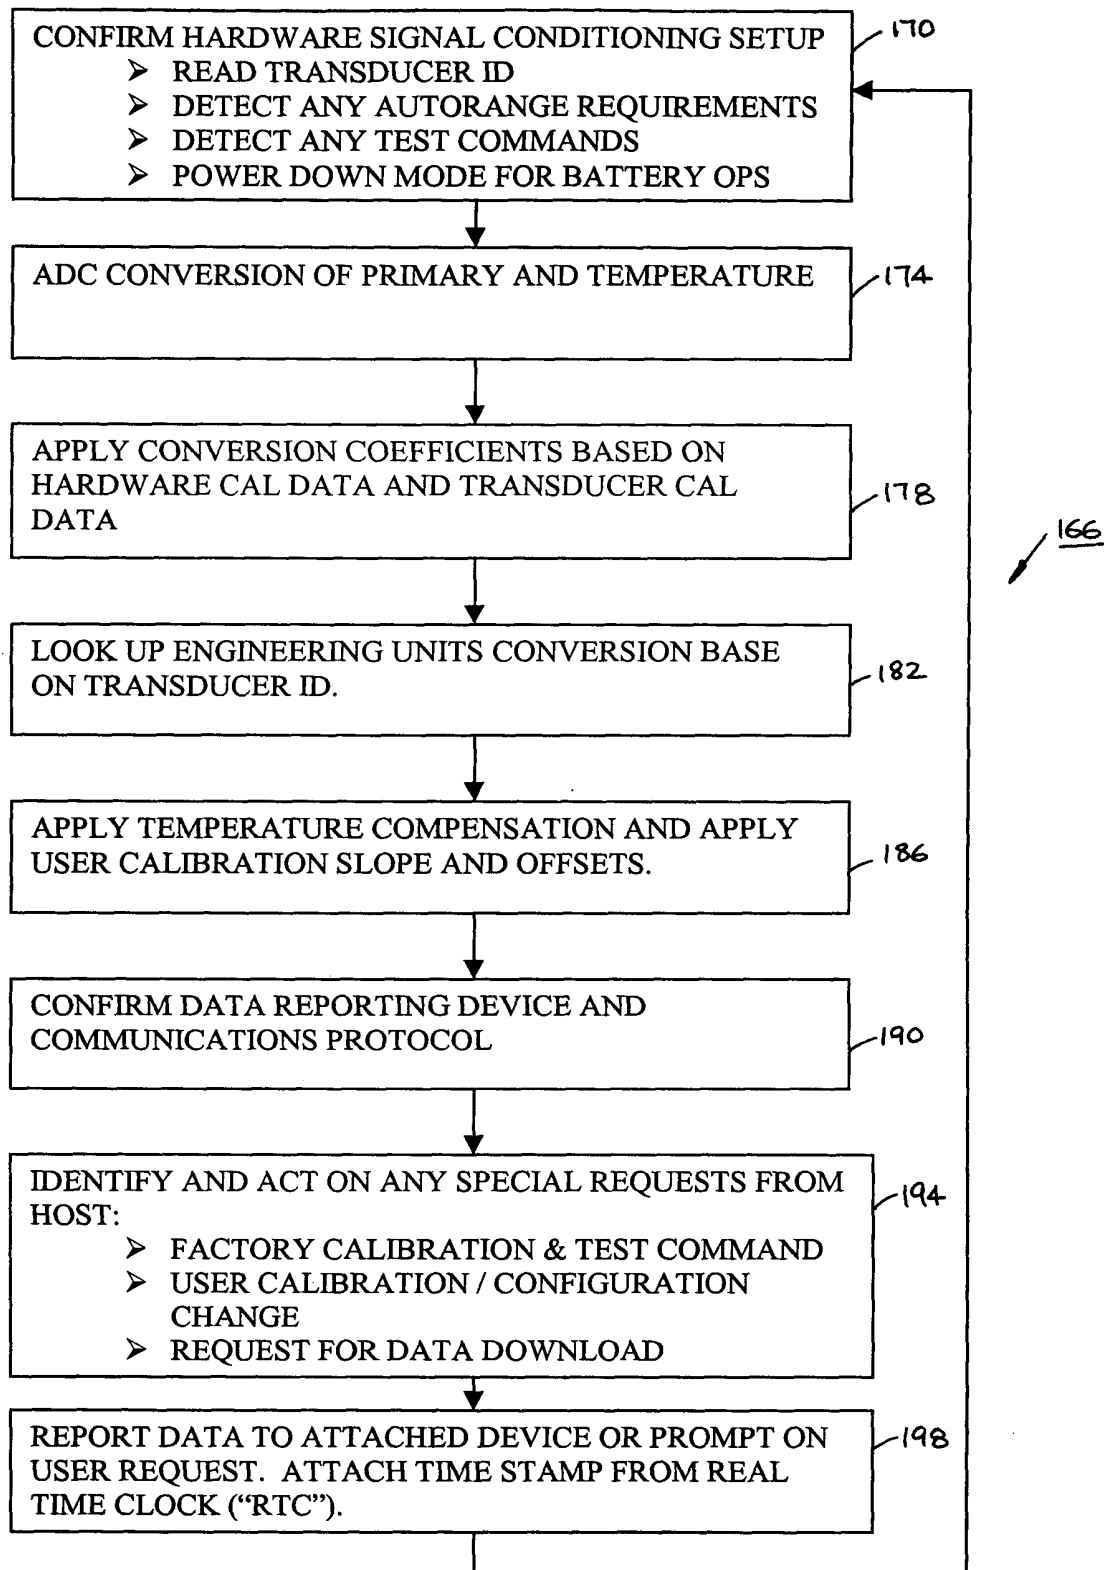 CONFIRM HARDWARE SIGNAL CONDITIONING SETUP
➢ READ TRANSDUCER ID
➢ DETECT ANY AUTORANGE REQUIREMENTS
➢ DETECT ANY TEST COMMANDS
➢ POWER DOWN MODE FOR BATTERY OPS
170
ADC CONVERSION OF PRIMARY AND TEMPERATURE
174
APPLY CONVERSION COEFFICIENTS BASED ON
HARDWARE CAL DATA AND TRANSDUCER CAL
DATA
178
166
LOOK UP ENGINEERING UNITS CONVERSION BASE
ON TRANSDUCER ID.
182
APPLY TEMPERATURE COMPENSATION AND APPLY
USER CALIBRATION SLOPE AND OFFSETS.
186
CONFIRM DATA REPORTING DEVICE AND
COMMUNICATIONS PROTOCOL
190
IDENTIFY AND ACT ON ANY SPECIAL REQUESTS FROM
HOST:
➢ FACTORY CALIBRATION & TEST COMMAND
➢ USER CALIBRATION / CONFIGURATION
CHANGE
➢ REQUEST FOR DATA DOWNLOAD
194
REPORT DATA TO ATTACHED DEVICE OR PROMPT ON
USER REQUEST. ATTACH TIME STAMP FROM REAL
TIME CLOCK (“RTC”).
198